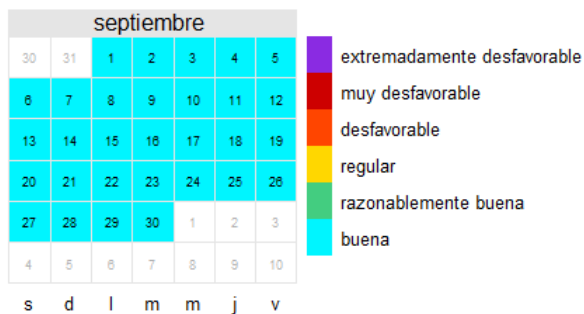 septiembre
30 31 1 2 3 4 5
6 7 8 9 10 11 12
13 14 15 16 17 18 19
20 21 22 23 24 25 26
27 28 29 30 1 2 3
4 5 6 7 8 9 10
s d l m m j v
extremadamente desfavorable
muy desfavorable
desfavorable
regular
razonablemente buena
buena